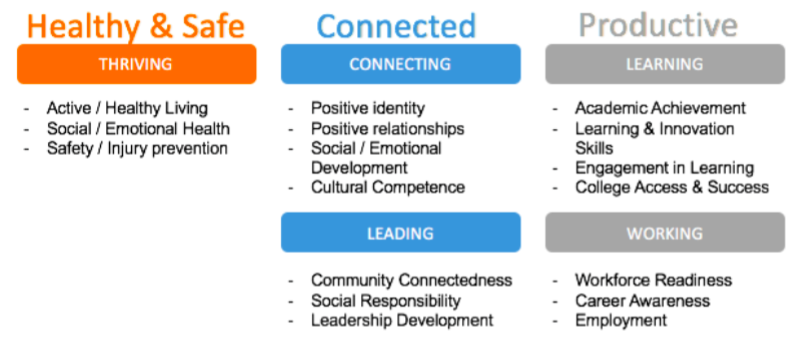 Healthy & Safe
THRIVING
- Active / Healthy Living
- Social / Emotional Health
- Safety / Injury prevention
Connected
CONNECTING
- Positive identity
- Positive relationships
- Social / Emotional
Development
- Cultural Competence
LEADING
- Community Connectedness
- Social Responsibility
- Leadership Development
Productive
LEARNING
- Academic Achievement
- Learning & Innovation
Skills
- Engagement in Learning
- College Access & Success
WORKING
- Workforce Readiness
- Career Awareness
- Employment